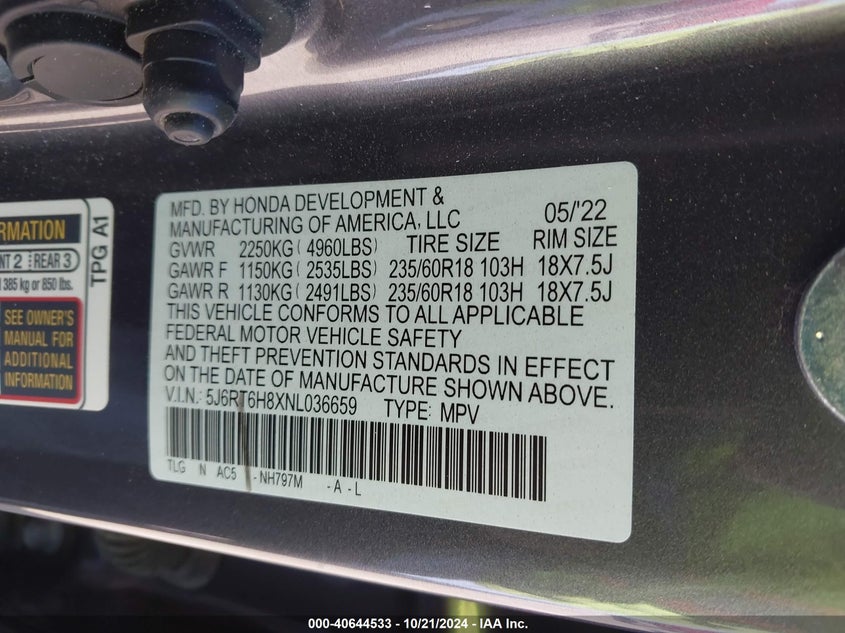 MFD. BY HONDA DEVELOPMENT &
MANUFACTURING OF AMERICA, LLC 05/'22
GVWR 2250KG( 4960LBS) TIRE SIZE RIM SIZE
GAWR F 1150KG( 2535LBS) 235/60R18 103H 18X7.5J
GAWR R 1130KG( 2491LBS) 235/60R18 103H 18X7.5J
THIS VEHICLE CONFORMS TO ALL APPLICABLE
FEDERAL MOTOR VEHICLE SAFETY
AND THEFT PREVENTION STANDARDS IN EFFECT
ON THE DATE OF MANUFACTURE SHOWN ABOVE.
V.I.N.: 5J6RT6H8XNL036659 TYPE: MPV
TLG N AC5 -NH797M -A-L
REAR 3
385 kg or 850 lbs.
SEE OWNER'S
MANUAL FOR
ADDITIONAL
INFORMATION
TPG A1
000-40644533 - 10/21/2024 - IAA Inc.